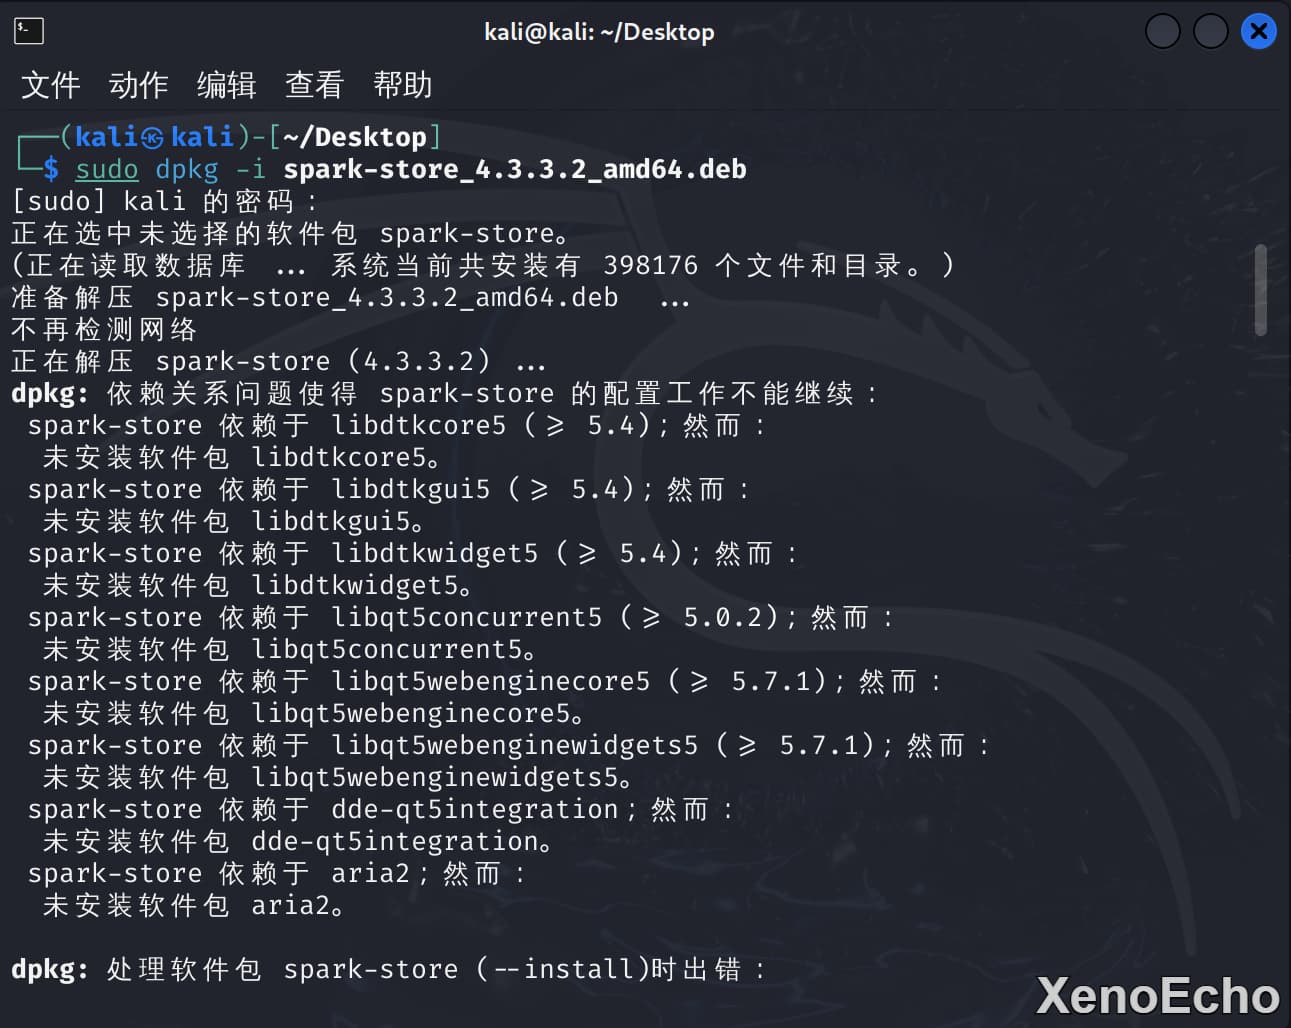 kali@kali: ~/Desktop
文件 动作 编辑 查看 帮助
┌──(kali㉿kali)-[~/Desktop]
└─$ sudo dpkg -i spark-store_4.3.3.2_amd64.deb
[sudo] kali 的密码：
正在选中未选择的软件包 spark-store。
(正在读取数据库 ... 系统当前共安装有 398176 个文件和目录。)
准备解压 spark-store_4.3.3.2_amd64.deb ...
不再检测网络
正在解压 spark-store (4.3.3.2) ...
dpkg: 依赖关系问题使得 spark-store 的配置工作不能继续：
spark-store 依赖于 libdtkcore5 (>= 5.4)；然而：
未安装软件包 libdtkcore5。
spark-store 依赖于 libdtkgui5 (>= 5.4)；然而：
未安装软件包 libdtkgui5。
spark-store 依赖于 libdtkwidget5 (>= 5.4)；然而：
未安装软件包 libdtkwidget5。
spark-store 依赖于 libqt5concurrent5 (>= 5.0.2)；然而：
未安装软件包 libqt5concurrent5。
spark-store 依赖于 libqt5webenginecore5 (>= 5.7.1)；然而：
未安装软件包 libqt5webenginecore5。
spark-store 依赖于 libqt5webenginewidgets5 (>= 5.7.1)；然而：
未安装软件包 libqt5webenginewidgets5。
spark-store 依赖于 dde-qt5integration；然而：
未安装软件包 dde-qt5integration。
spark-store 依赖于 aria2；然而：
未安装软件包 aria2。
dpkg: 处理软件包 spark-store (--install)时出错：
XenoEcho